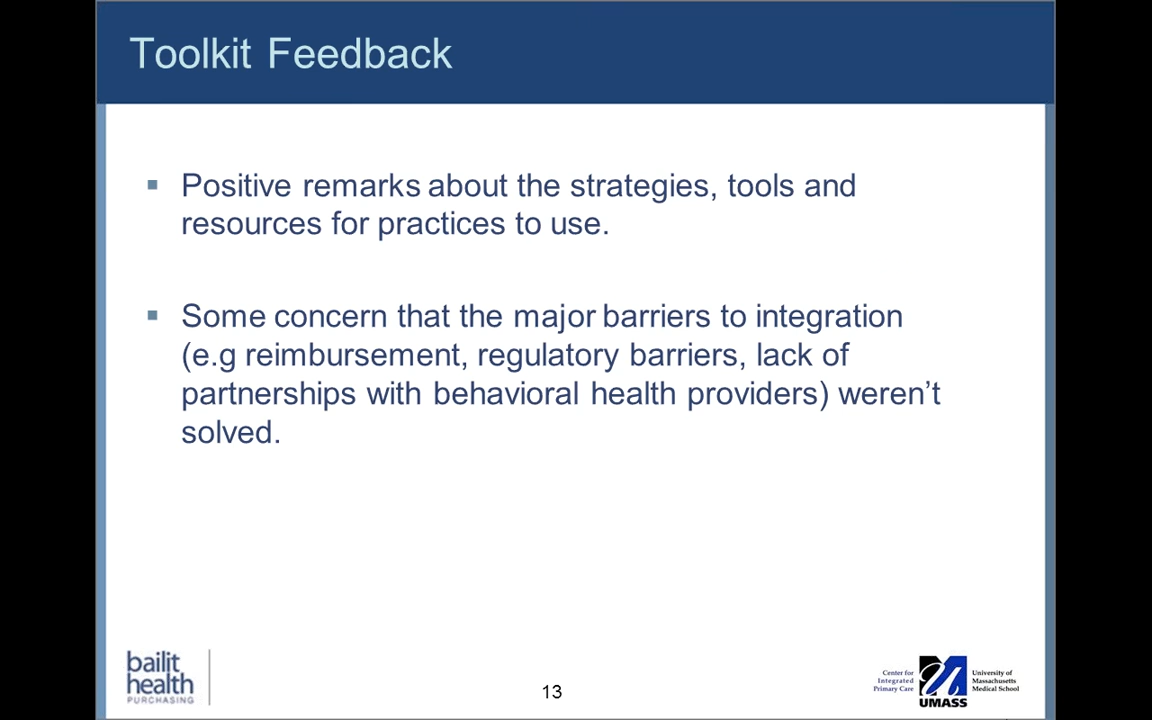 Toolkit Feedback
Positive remarks about the strategies, tools and
resources for practices to use.
Some concern that the major barriers to integration
(e.g reimbursement, regulatory barriers, lack of
partnerships with behavioral health providers) weren’t
solved.
bailit
health
PURCHASING
13
Center for
Integrated
Primary Care
UMASS
University of
Massachusetts
Medical School